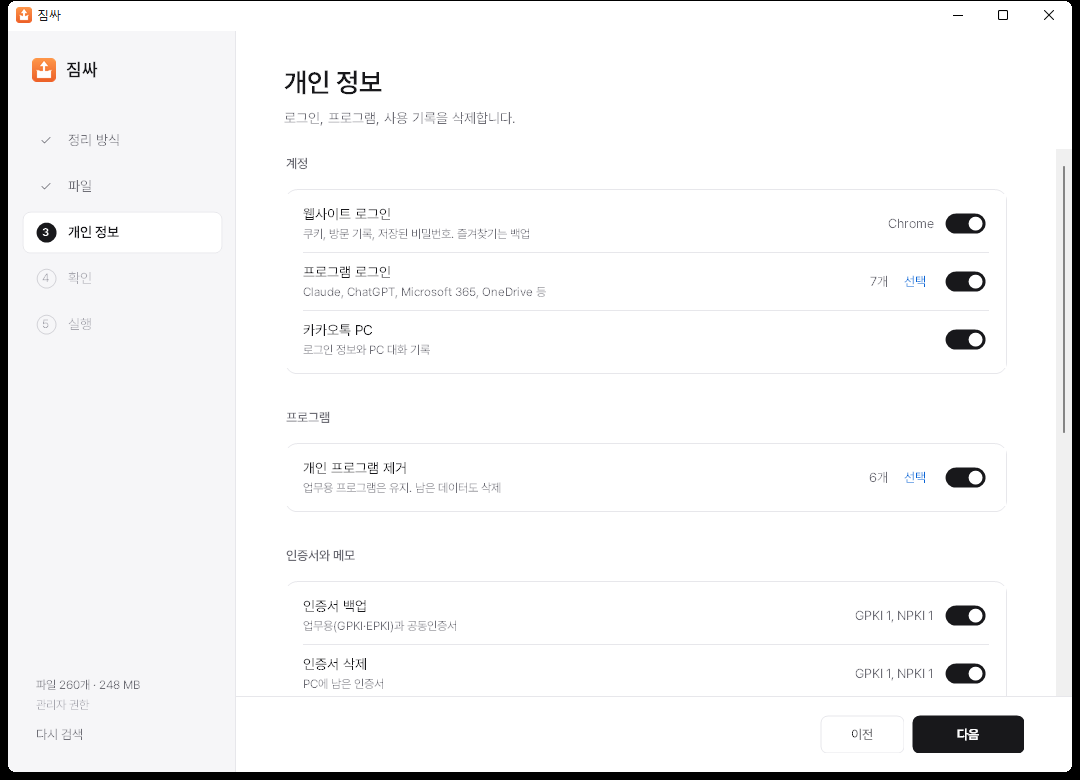 짐싸
짐싸
정리 방식
파일
3 개인 정보
4 확인
5 실행
파일 260개 · 248 MB
관리자 권한
다시 검색
개인 정보
로그인, 프로그램, 사용 기록을 삭제합니다.
계정
웹사이트 로그인
쿠키, 방문 기록, 저장된 비밀번호. 즐겨찾기는 백업
Chrome
프로그램 로그인
Claude, ChatGPT, Microsoft 365, OneDrive 등
7개 선택
카카오톡 PC
로그인 정보와 PC 대화 기록
프로그램
개인 프로그램 제거
업무용 프로그램은 유지. 남은 데이터도 삭제
6개 선택
인증서와 메모
인증서 백업
업무용(GPKI·EPKI)과 공동인증서
GPKI 1, NPKI 1
인증서 삭제
PC에 남은 인증서
GPKI 1, NPKI 1
이전
다음